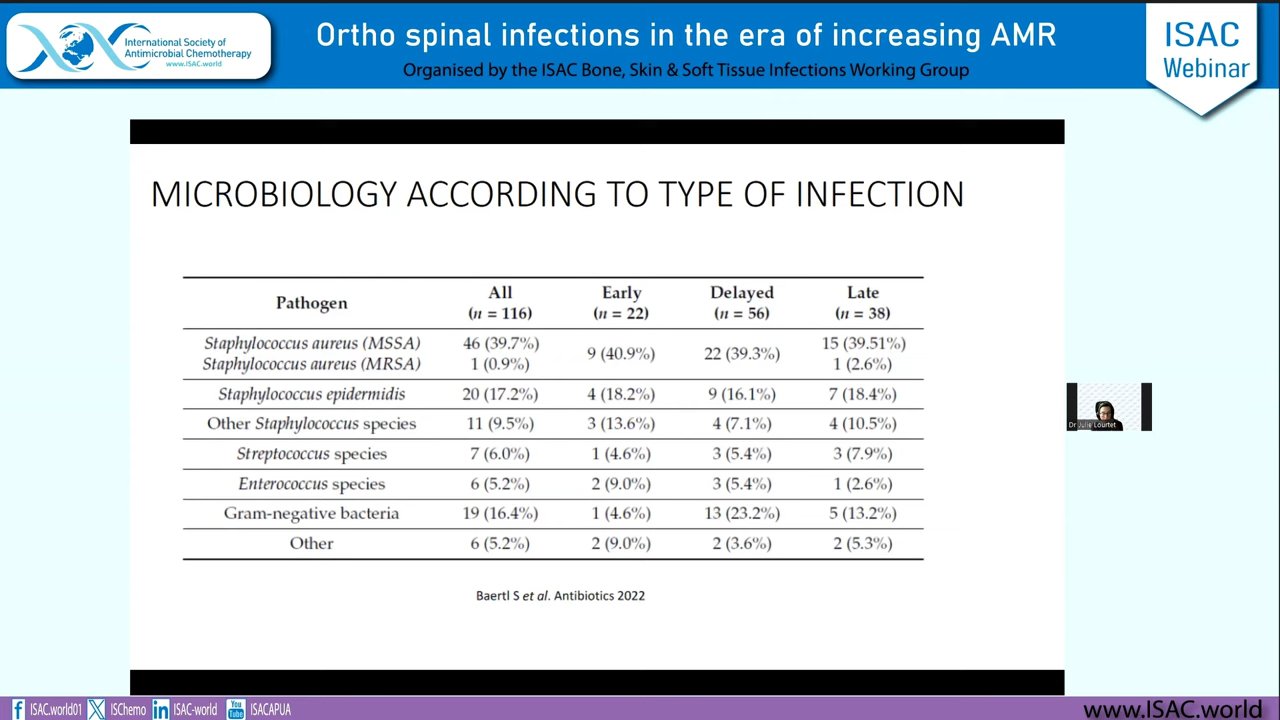 International Society of
Antimicrobial Chemotherapy
www.ISAC.world
Ortho spinal infections in the era of increasing AMR
Organised by the ISAC Bone, Skin & Soft Tissue Infections Working Group
ISAC
Webinar
MICROBIOLOGY ACCORDING TO TYPE OF INFECTION
Pathogen All (n = 116) Early (n = 22) Delayed (n = 56) Late (n = 38)
Staphylococcus aureus (MSSA) 46 (39.7%) 9 (40.9%) 22 (39.3%) 15 (39.51%)
Staphylococcus aureus (MRSA) 1 (0.9%) 1 (2.6%)
Staphylococcus epidermidis 20 (17.2%) 4 (18.2%) 9 (16.1%) 7 (18.4%)
Other Staphylococcus species 11 (9.5%) 3 (13.6%) 4 (7.1%) 4 (10.5%)
Streptococcus species 7 (6.0%) 1 (4.6%) 3 (5.4%) 3 (7.9%)
Enterococcus species 6 (5.2%) 2 (9.0%) 3 (5.4%) 1 (2.6%)
Gram-negative bacteria 19 (16.4%) 1 (4.6%) 13 (23.2%) 5 (13.2%)
Other 6 (5.2%) 2 (9.0%) 2 (3.6%) 2 (5.3%)
Baertl S et al. Antibiotics 2022
Dr Julie Lourtet
f ISAC.world01 X ISChemo in ISAC-world You Tube ISACAPUA
www.ISAC.world